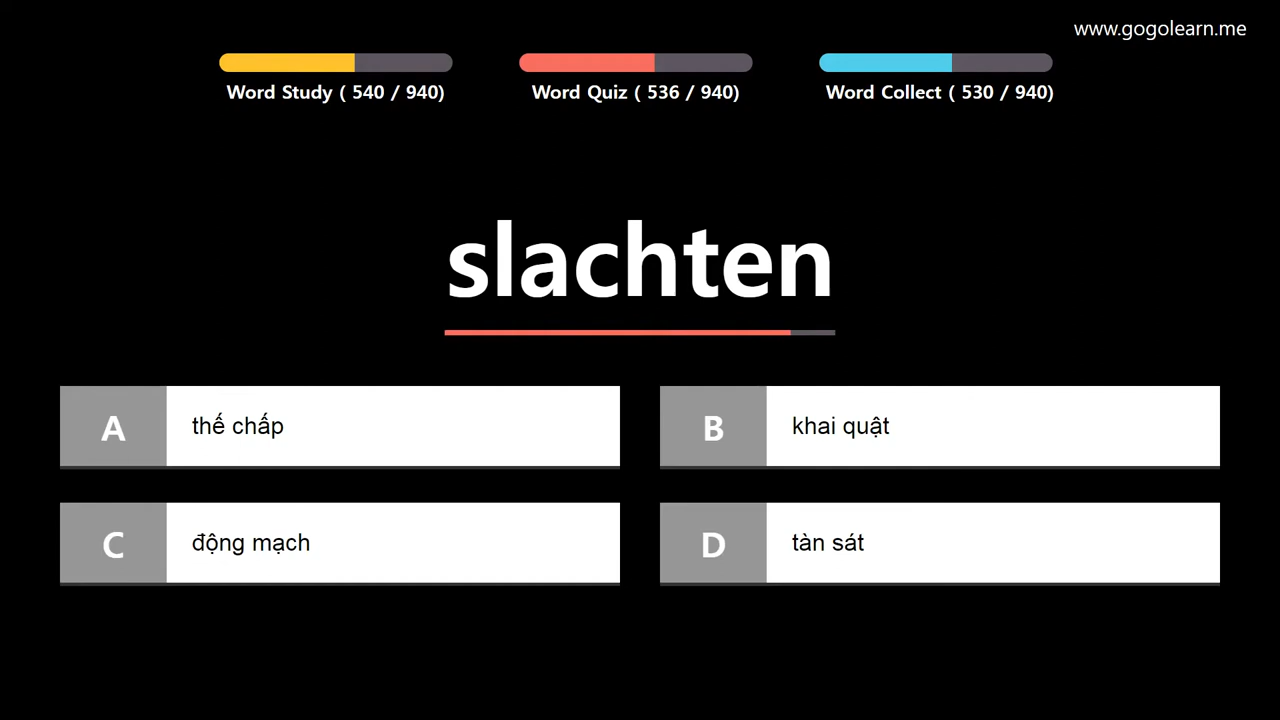 www.gogolearn.me
Word Study ( 540 / 940)
Word Quiz ( 536 / 940)
Word Collect ( 530 / 940)
slachten
A
thế chấp
B
khai quật
C
động mạch
D
tàn sát